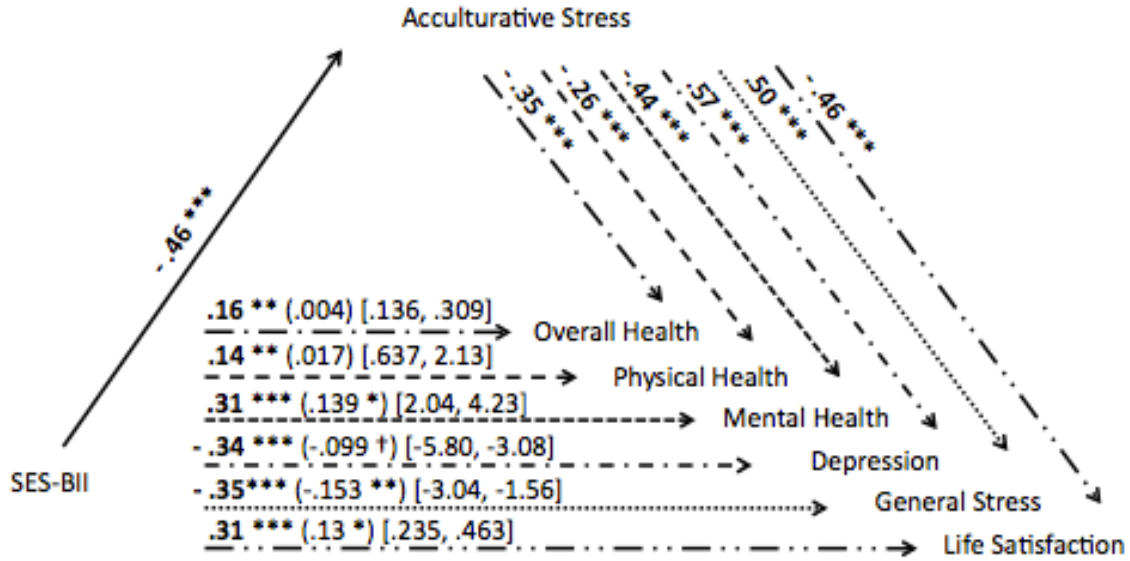 Acculturative Stress
- .35 ***
- .26 ***
-.44 ***
.57 ***
.50 ***
- .46 ***
- .46 ***
.16 ** (.004) [.136, .309]
Overall Health
.14 ** (.017) [.637, 2.13]
Physical Health
.31 *** (.139 *) [2.04, 4.23]
Mental Health
- .34 *** (-.099 †) [-5.80, -3.08]
Depression
SES-BII
- .35*** (-.153 **) [-3.04, -1.56]
General Stress
.31 *** (.13 *) [.235, .463]
Life Satisfaction